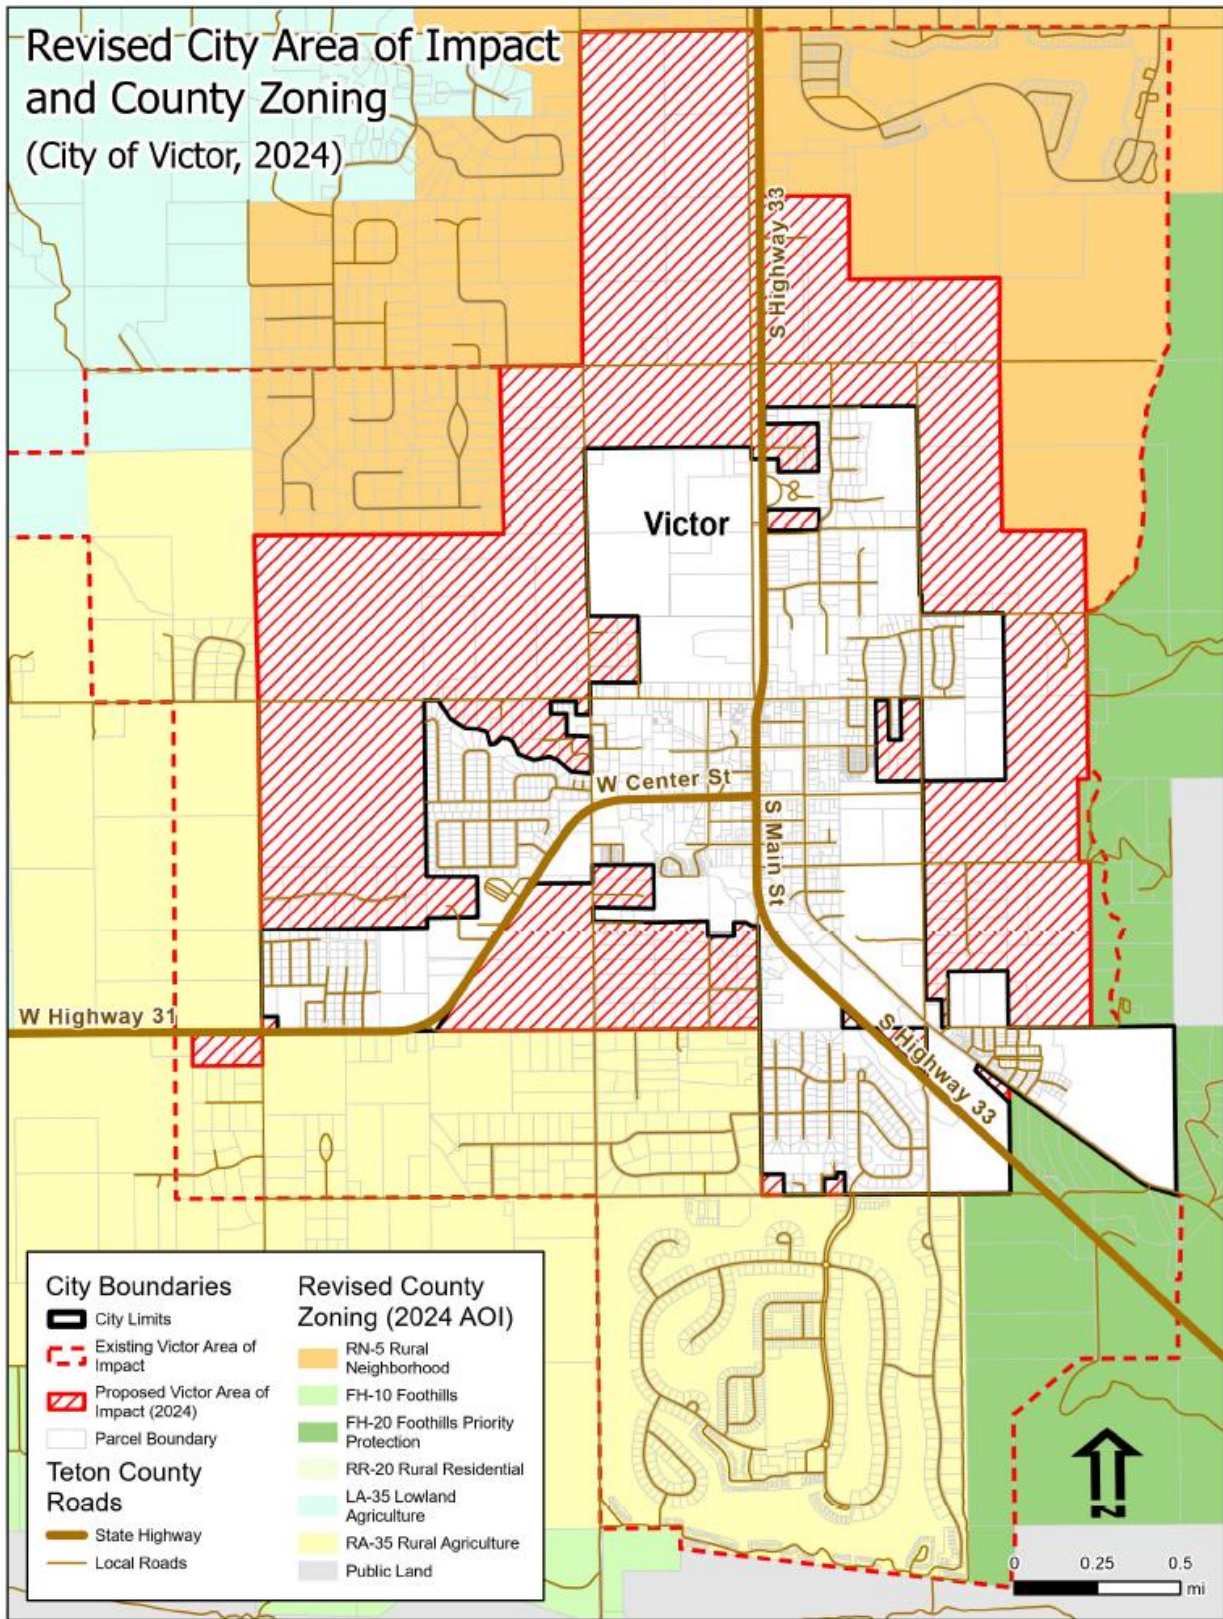 Revised City Area of Impact
and County Zoning
(City of Victor, 2024)
S Highway 33
Victor
W Center St
S Main St
W Highway 31
S Highway 33
City Boundaries
City Limits
Existing Victor Area of
Impact
Proposed Victor Area of
Impact (2024)
Parcel Boundary
Teton County
Roads
State Highway
Local Roads
Revised County
Zoning (2024 AOI)
RN-5 Rural
Neighborhood
FH-10 Foothills
FH-20 Foothills Priority
Protection
RR-20 Rural Residential
LA-35 Lowland
Agriculture
RA-35 Rural Agriculture
Public Land
N
0 0.25 0.5
mi